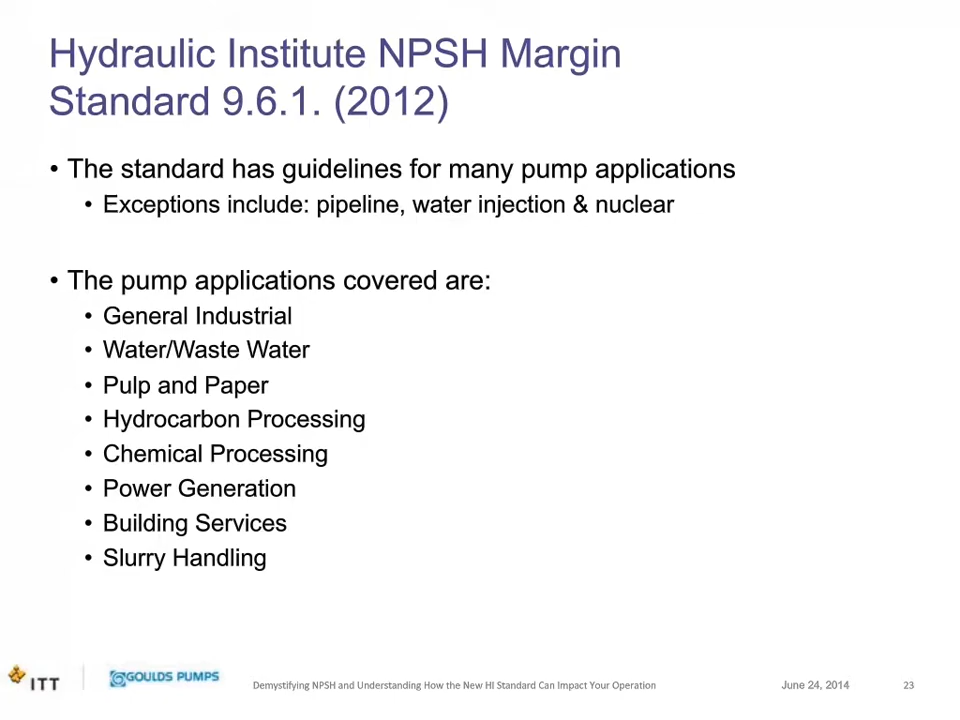 Hydraulic Institute NPSH Margin
Standard 9.6.1. (2012)
• The standard has guidelines for many pump applications
• Exceptions include: pipeline, water injection & nuclear
• The pump applications covered are:
• General Industrial
• Water/Waste Water
• Pulp and Paper
• Hydrocarbon Processing
• Chemical Processing
• Power Generation
• Building Services
• Slurry Handling
ITT
GOULDS PUMPS
Demystifying NPSH and Understanding How the New HI Standard Can Impact Your Operation
June 24, 2014
23